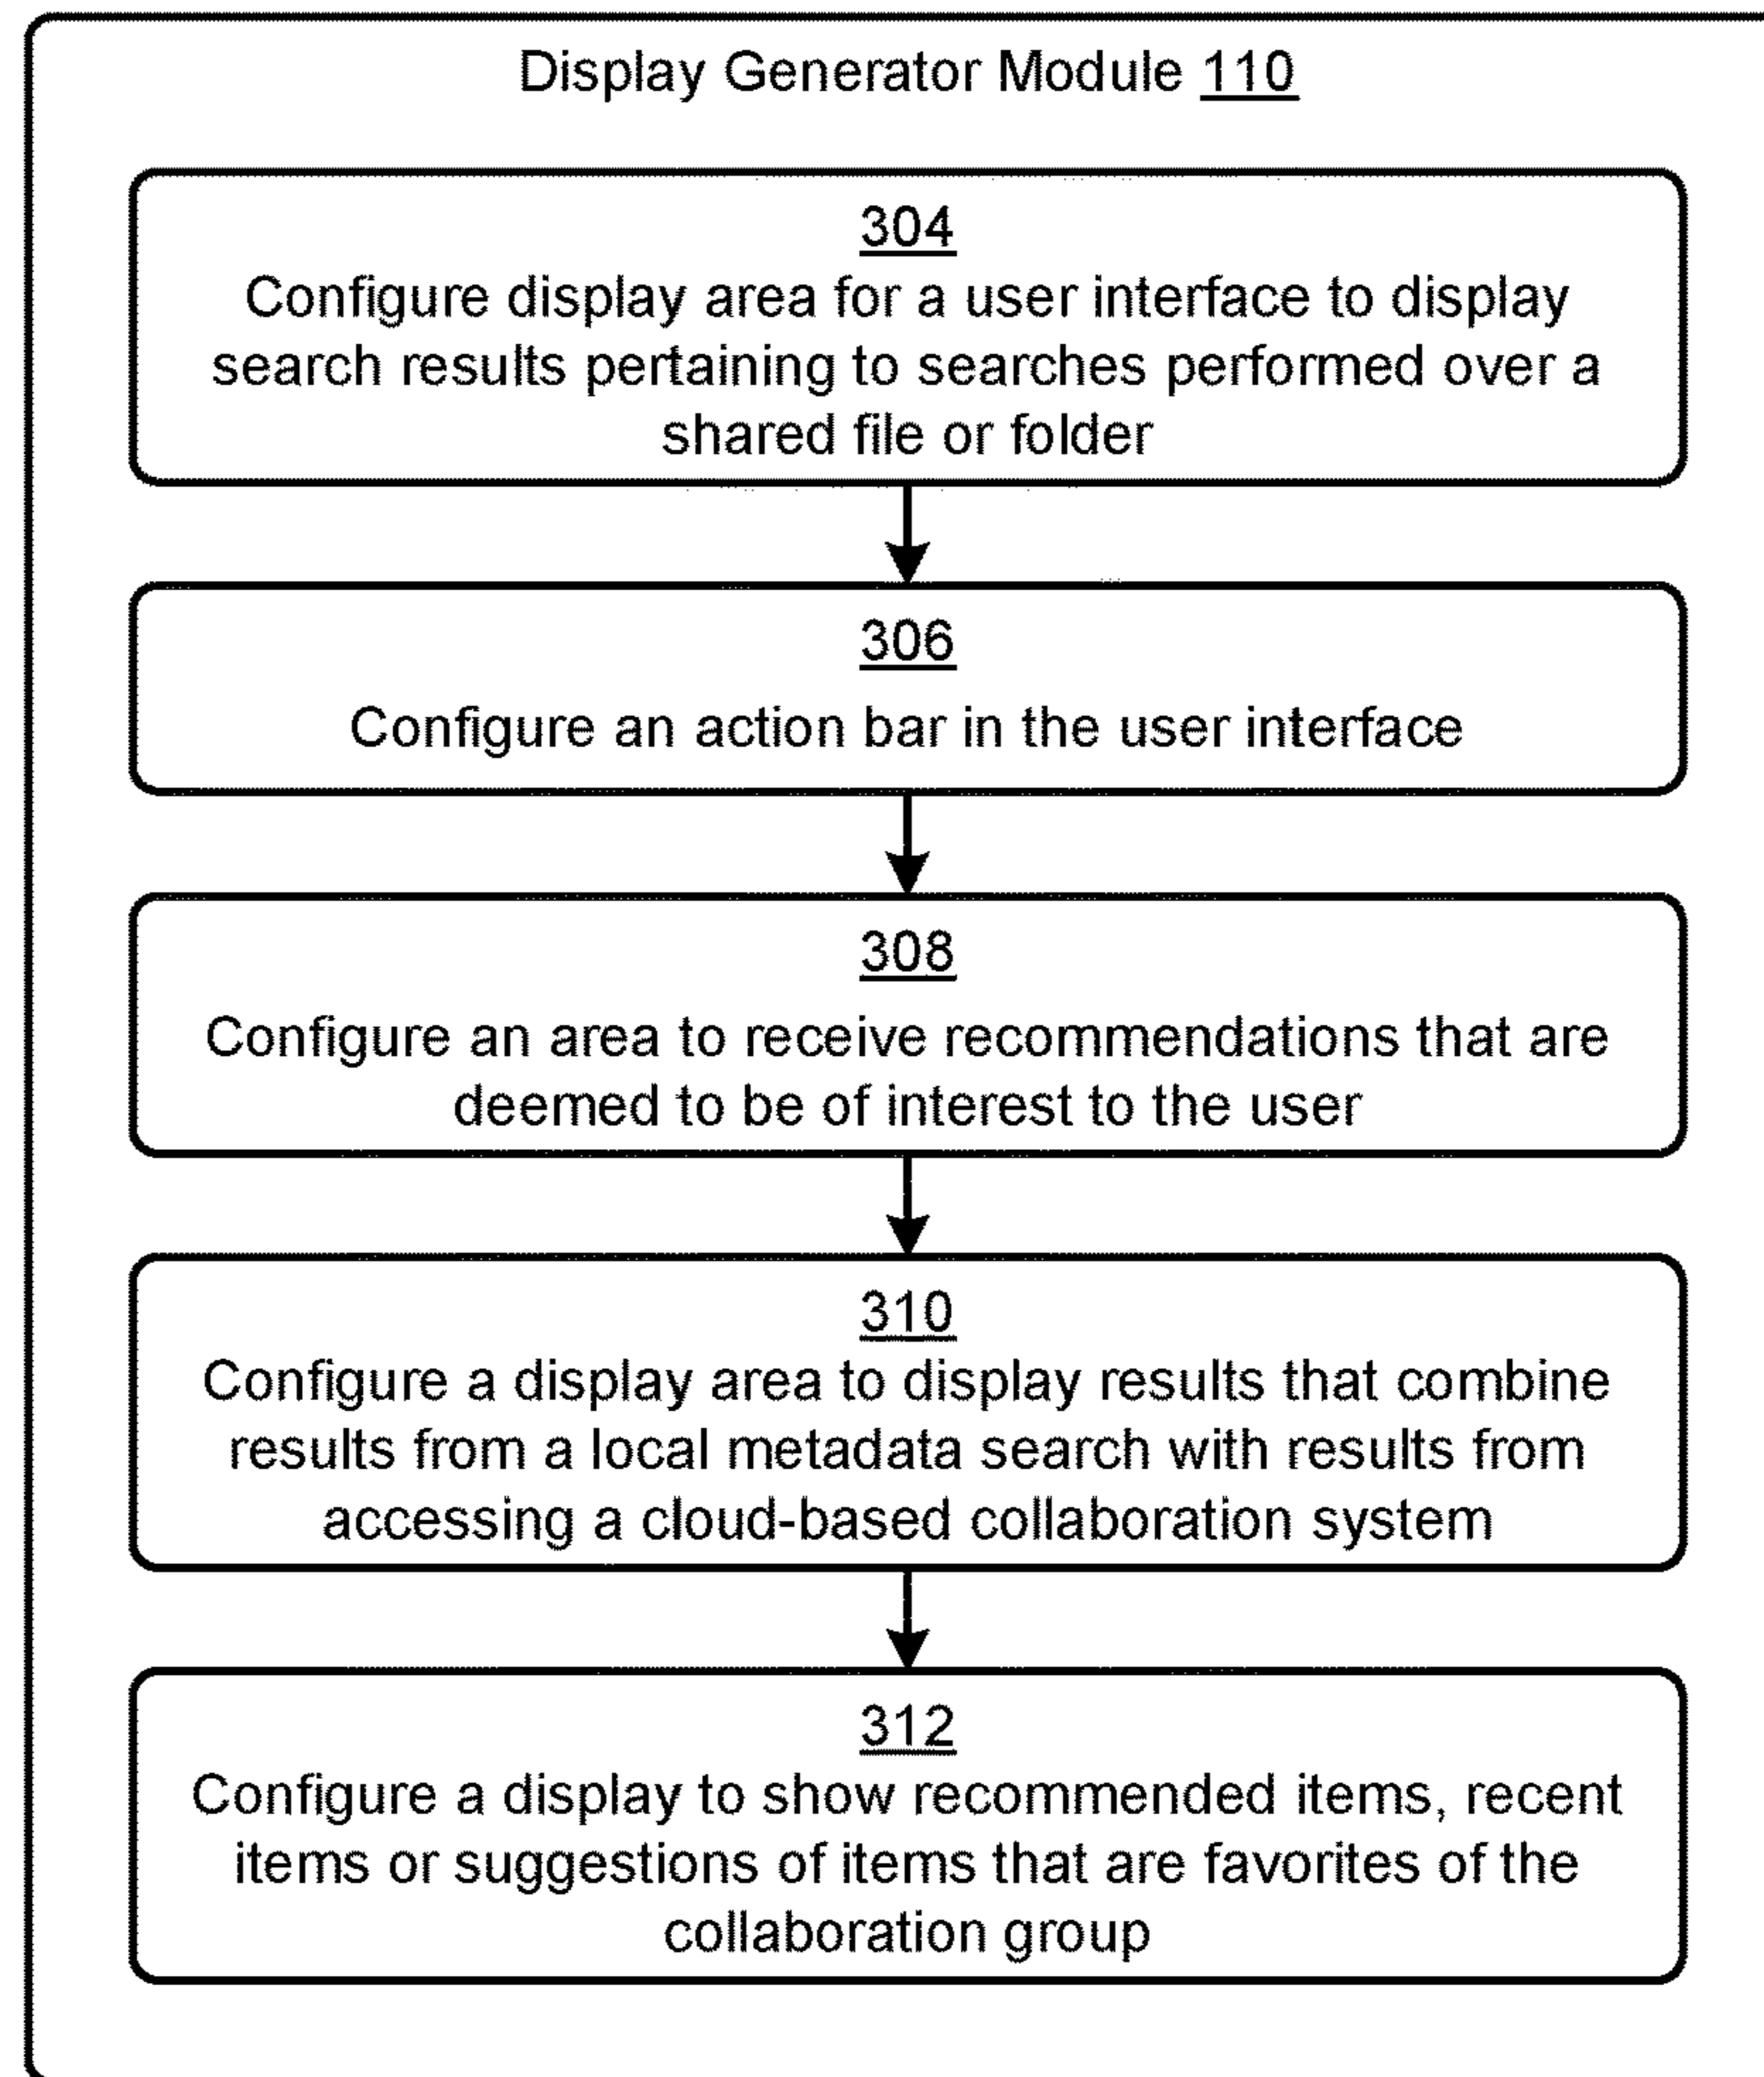 Display Generator Module 110
304
Configure display area for a user interface to display
search results pertaining to searches performed over a
shared file or folder
306
Configure an action bar in the user interface
308
Configure an area to receive recommendations that are
deemed to be of interest to the user
310
Configure a display area to display results that combine
results from a local metadata search with results from
accessing a cloud-based collaboration system
312
Configure a display to show recommended items, recent
items or suggestions of items that are favorites of the
collaboration group